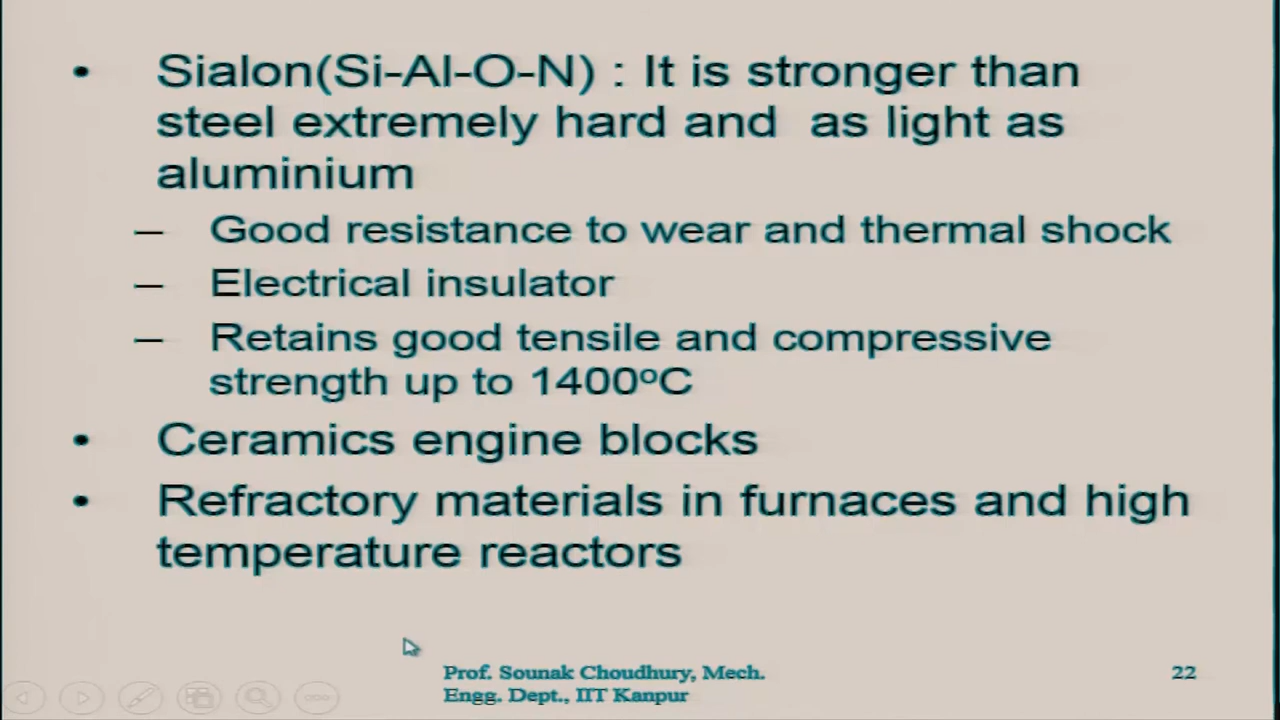 • Sialon(Si-Al-O-N) : It is stronger than
steel extremely hard and as light as
aluminium
– Good resistance to wear and thermal shock
– Electrical insulator
– Retains good tensile and compressive
strength up to 1400°C
• Ceramics engine blocks
• Refractory materials in furnaces and high
temperature reactors
Prof. Sounak Choudhury, Mech.
Engg. Dept., IIT Kanpur
22